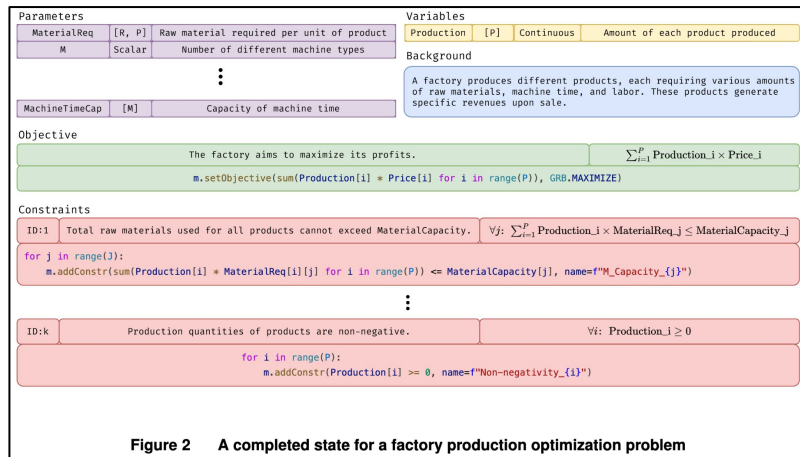 Parameters
MaterialReq [R, P] Raw material required per unit of product
M Scalar Number of different machine types
⋮
MachineTimeCap [M] Capacity of machine time
Variables
Production [P] Continuous Amount of each product produced
Background
A factory produces different products, each requiring various amounts
of raw materials, machine time, and labor. These products generate
specific revenues upon sale.
Objective
The factory aims to maximize its profits. ∑_{i=1}^{P} Production_i × Price_i
m.setObjective(sum(Production[i] * Price[i] for i in range(P)), GRB.MAXIMIZE)
Constraints
ID:1 Total raw materials used for all products cannot exceed MaterialCapacity. ∀j: ∑_{i=1}^{P} Production_i × MaterialReq_j ≤ MaterialCapacity_j
for j in range(J):
m.addConstr(sum(Production[i] * MaterialReq[i][j] for i in range(P)) <= MaterialCapacity[j], name=f"M_Capacity_{j}")
⋮
ID:k Production quantities of products are non-negative. ∀i: Production_i ≥ 0
for i in range(P):
m.addConstr(Production[i] >= 0, name=f"Non-negativity_{i}")
Figure 2 A completed state for a factory production optimization problem